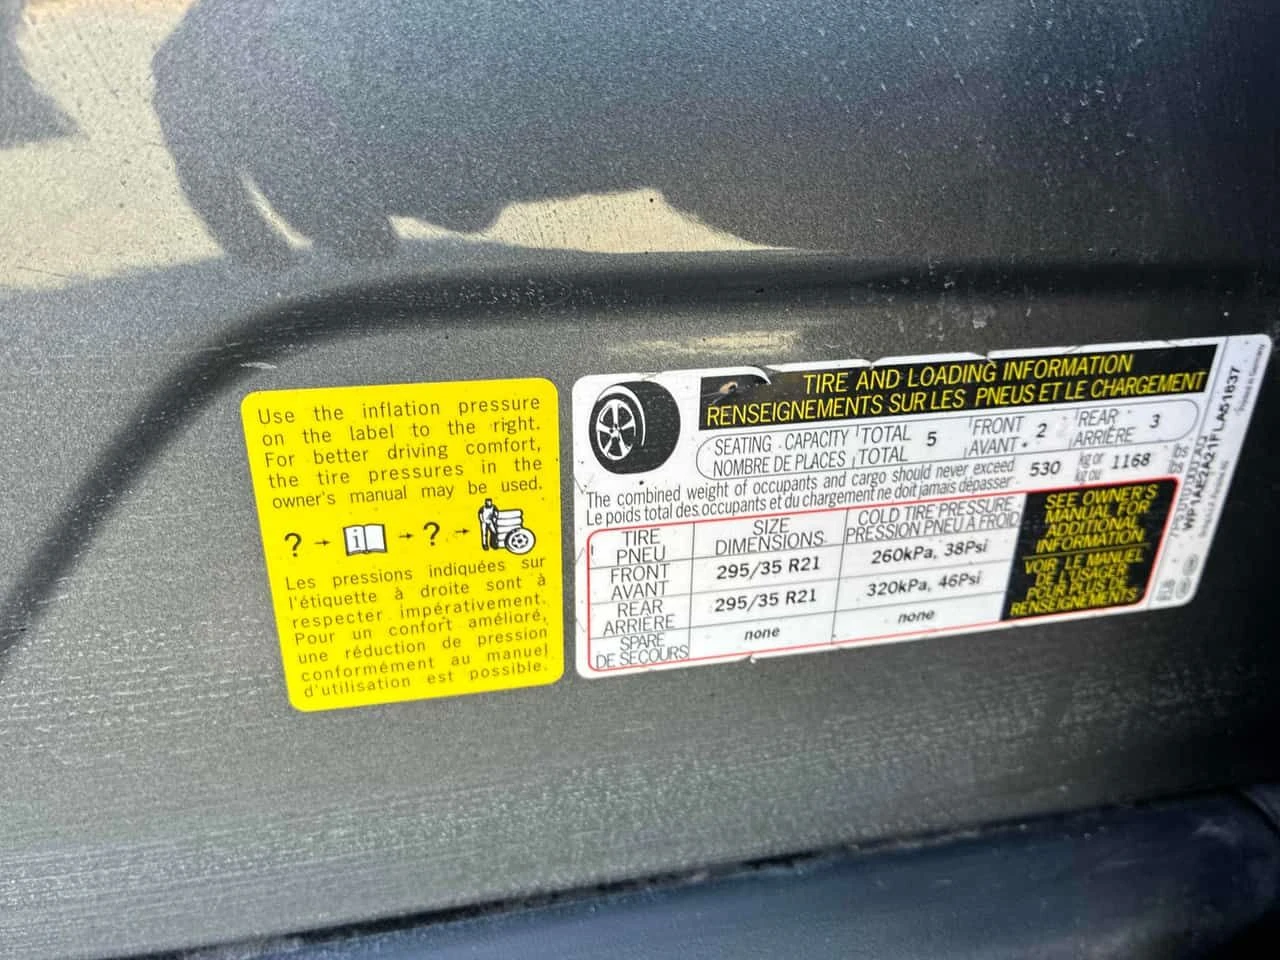 Use the inflation pressure
on the label to the right.
For better driving comfort,
the tire pressures in the
owner's manual may be used.
? → i → ? →
Les pressions indiquées sur
l'étiquette à droite sont à
respecter impérativement.
Pour un confort amélioré,
une réduction de pression
conformément au manuel
d'utilisation est possible.
TIRE AND LOADING INFORMATION
RENSEIGNEMENTS SUR LES PNEUS ET LE CHARGEMENT
SEATING CAPACITY TOTAL 5 FRONT 2 REAR 3
NOMBRE DE PLACES TOTAL AVANT ARRIÈRE
The combined weight of occupants and cargo should never exceed 530 kg or 1168 lbs
Le poids total des occupants et du chargement ne doit jamais dépasser kg ou lbs
TIRE SIZE COLD TIRE PRESSURE
PNEU DIMENSIONS PRESSION PNEU A FROID
FRONT 295/35 R21 260kPa, 38Psi
AVANT
REAR 295/35 R21 320kPa, 46Psi
ARRIÈRE
SPARE none none
DE SECOURS
SEE OWNER'S
MANUAL FOR
ADDITIONAL
INFORMATION
VOIR LE MANUEL
DE L'USAGER
POUR PLUS DE
RENSEIGNEMENTS
WP1AE2A21FLA51637
Printed in Germany